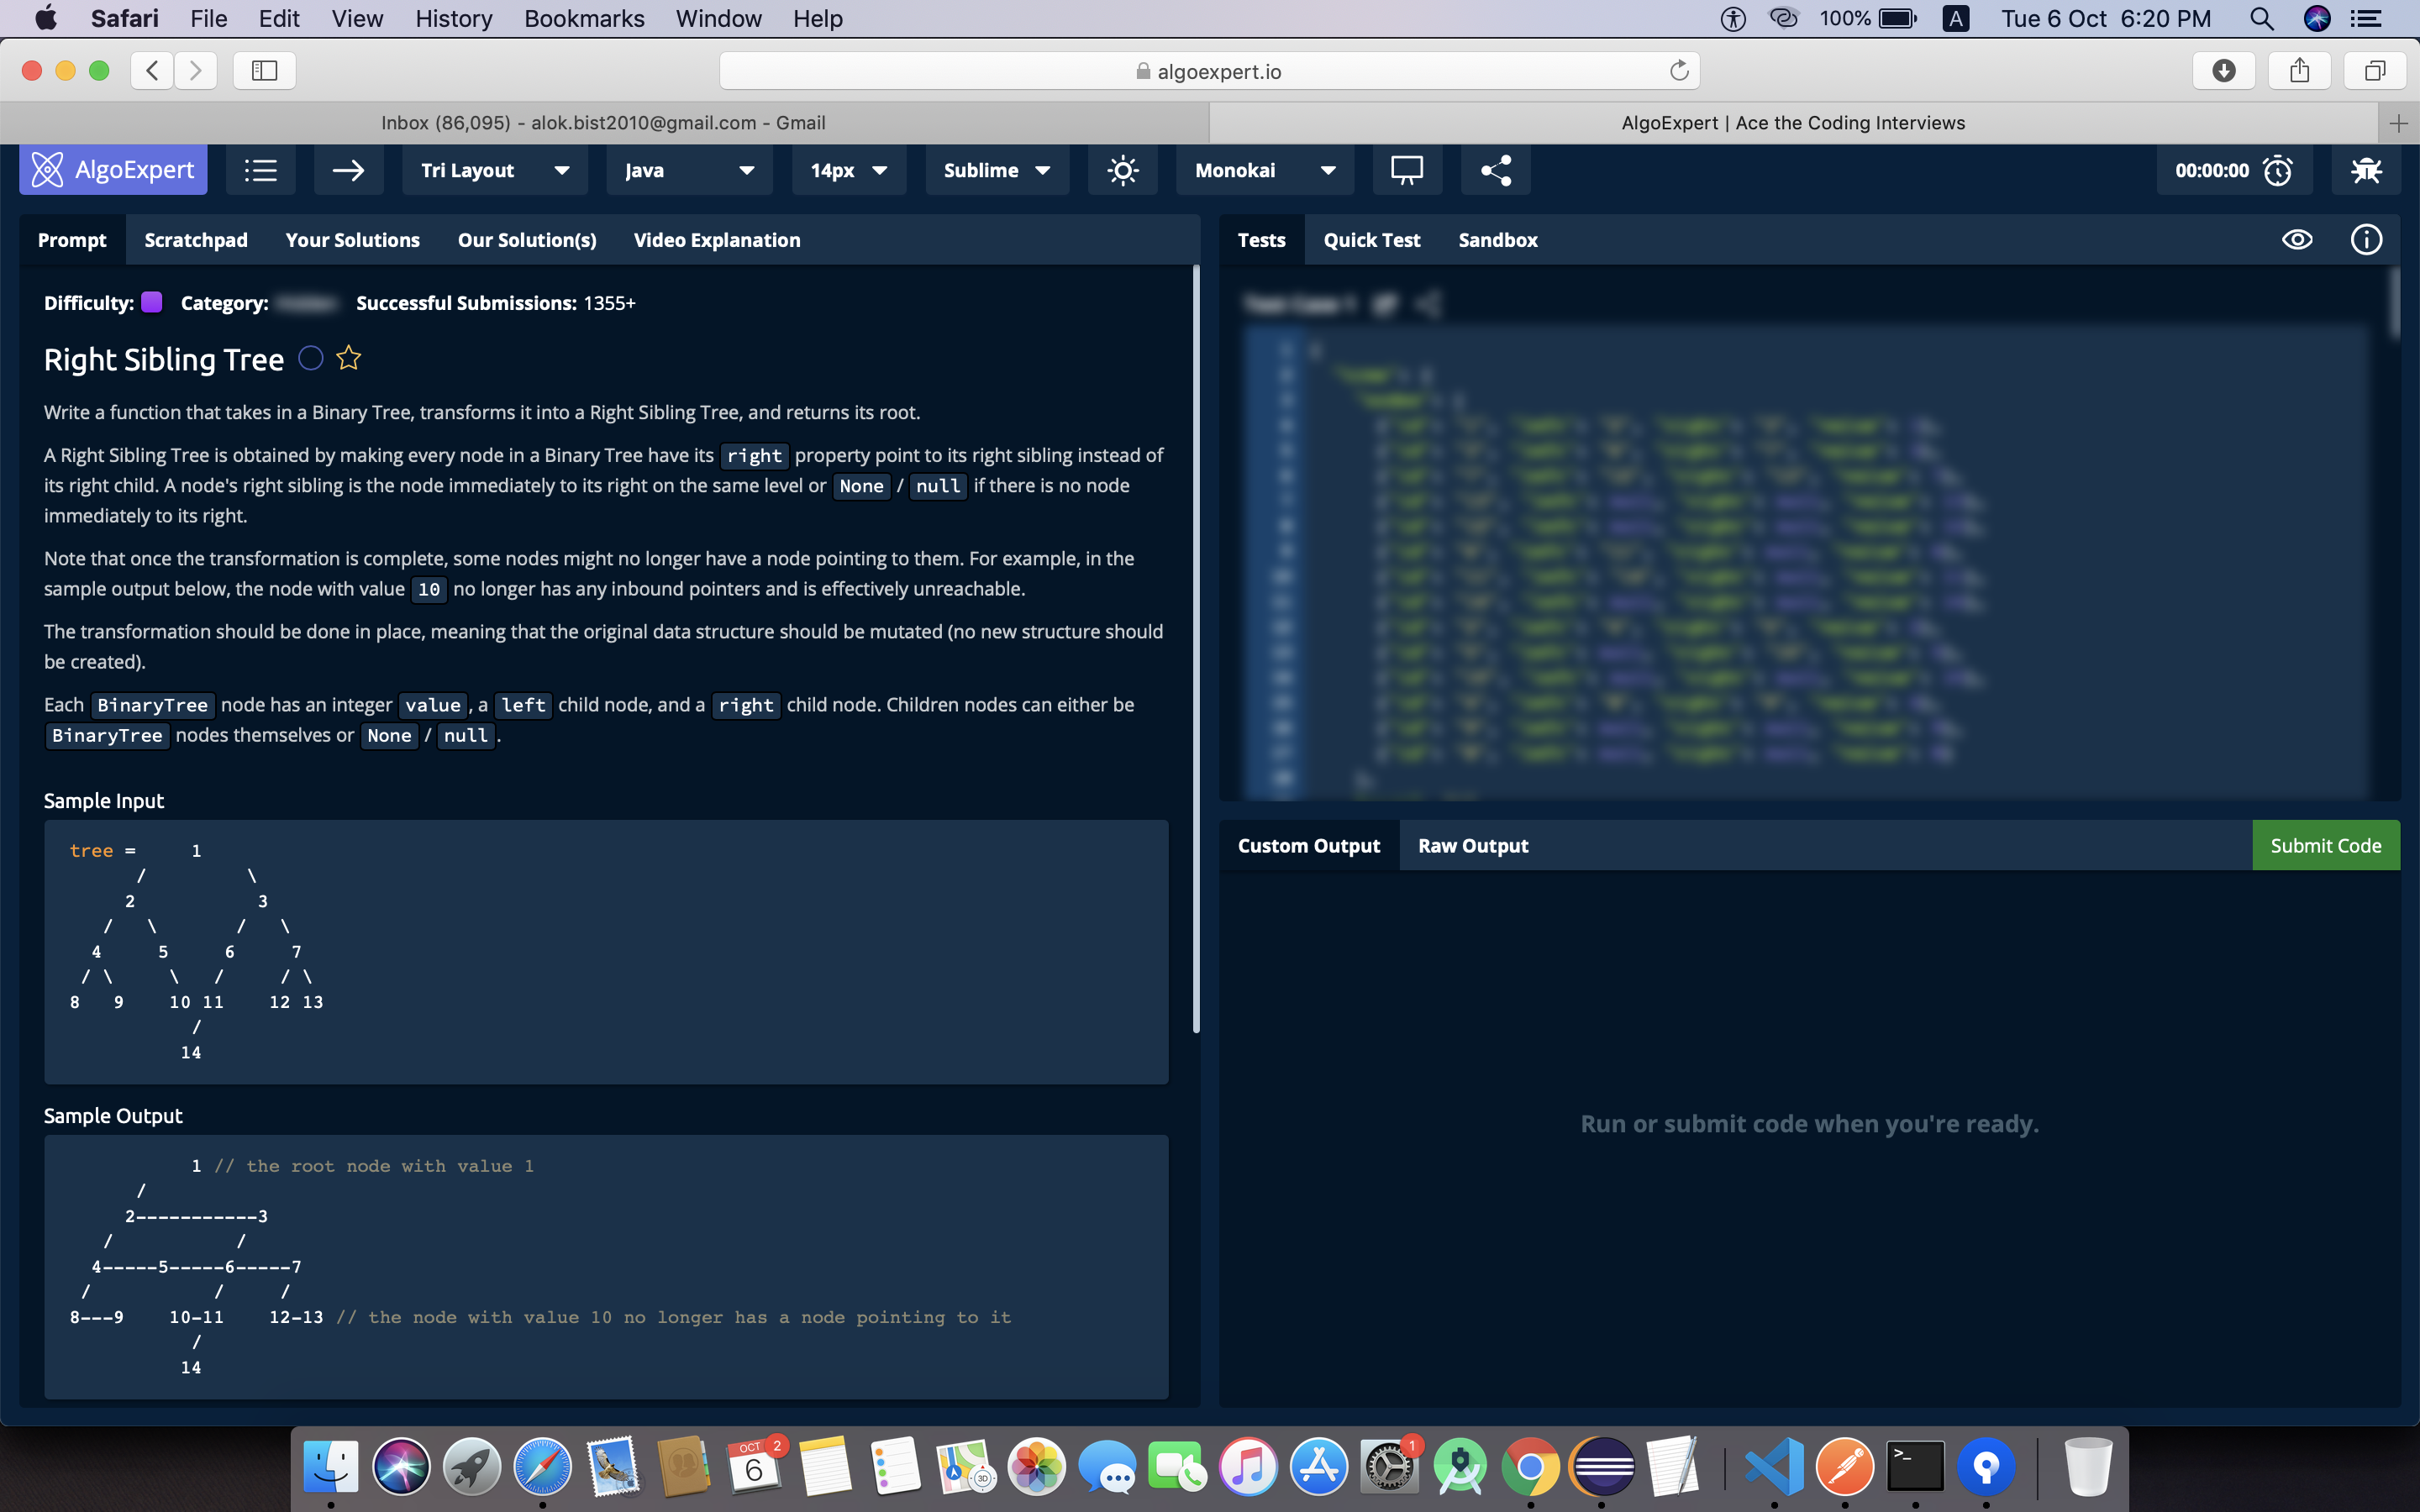 Safari File Edit View History Bookmarks Window Help 100% A Tue 6 Oct 6:20 PM
algoexpert.io
Inbox (86,095) - alok.bist2010@gmail.com - Gmail AlgoExpert | Ace the Coding Interviews
AlgoExpert Tri Layout Java 14px Sublime Monokai 00:00:00
Prompt Scratchpad Your Solutions Our Solution(s) Video Explanation
Difficulty: Category: Successful Submissions: 1355+
Right Sibling Tree
Write a function that takes in a Binary Tree, transforms it into a Right Sibling Tree, and returns its root.
A Right Sibling Tree is obtained by making every node in a Binary Tree have its right property point to its right sibling instead of
its right child. A node's right sibling is the node immediately to its right on the same level or None / null if there is no node
immediately to its right.
Note that once the transformation is complete, some nodes might no longer have a node pointing to them. For example, in the
sample output below, the node with value 10 no longer has any inbound pointers and is effectively unreachable.
The transformation should be done in place, meaning that the original data structure should be mutated (no new structure should
be created).
Each BinaryTree node has an integer value, a left child node, and a right child node. Children nodes can either be
BinaryTree nodes themselves or None / null.
Sample Input
tree = 1
/ \
2 3
/ \ / \
4 5 6 7
/ \ \ / / \
8 9 10 11 12 13
/
14
Sample Output
1 // the root node with value 1
/
2-----------3
/ /
4-----5-----6-----7
/ / /
8---9 10-11 12-13 // the node with value 10 no longer has a node pointing to it
/
14
Tests Quick Test Sandbox
Custom Output Raw Output Submit Code
Run or submit code when you're ready.
OCT
6
2
3D
1
>_